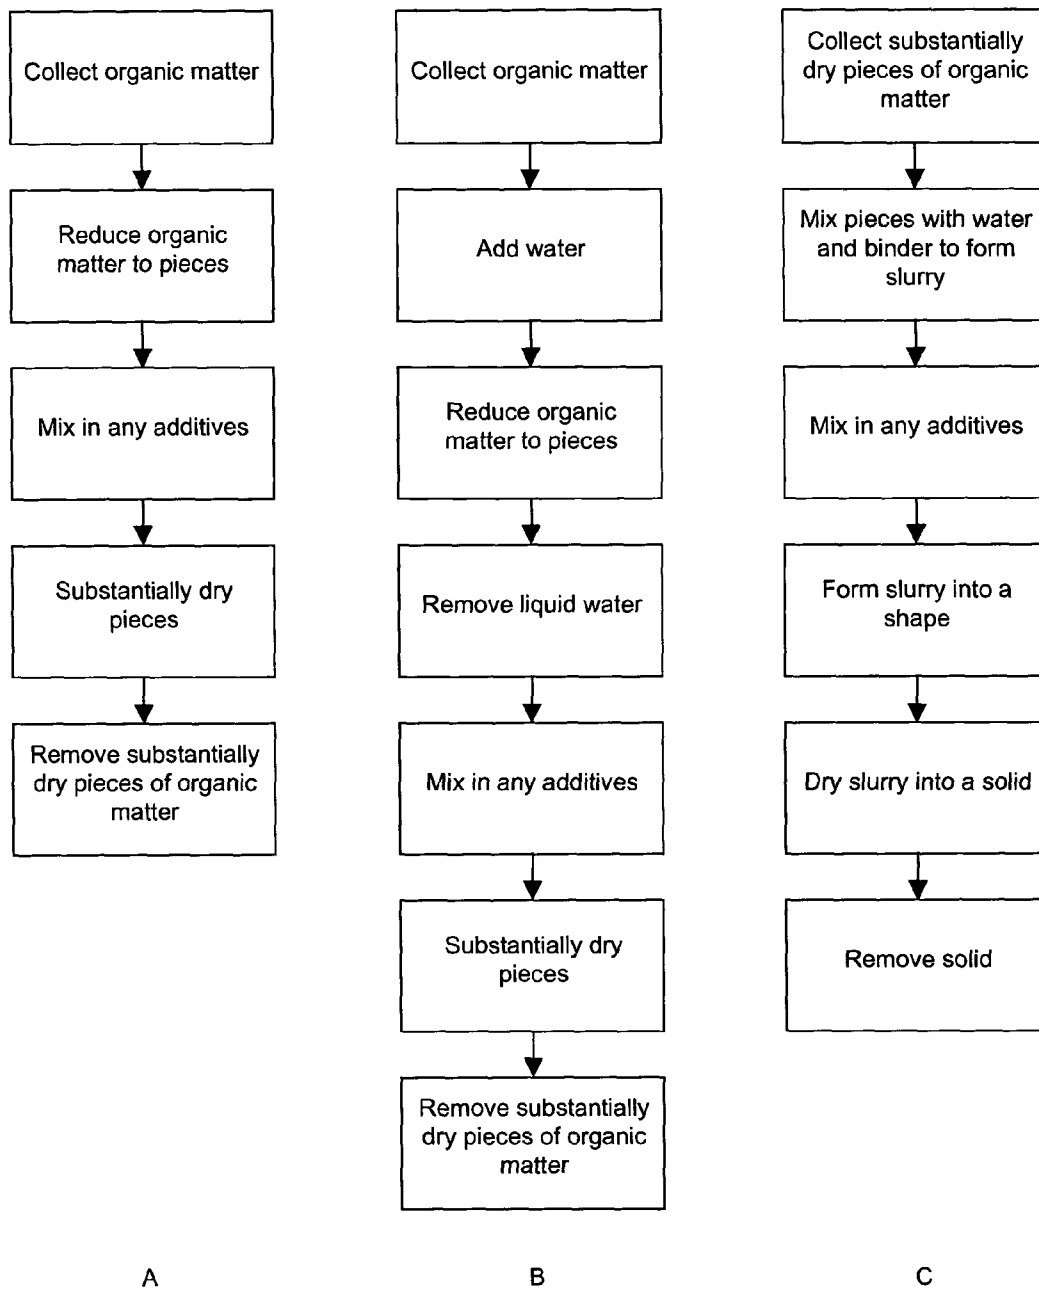 Collect organic matter
Reduce organic
matter to pieces
Mix in any additives
Substantially dry
pieces
Remove substantially
dry pieces of organic
matter
A
Collect organic matter
Add water
Reduce organic
matter to pieces
Remove liquid water
Mix in any additives
Substantially dry
pieces
Remove substantially
dry pieces of organic
matter
B
Collect substantially
dry pieces of organic
matter
Mix pieces with water
and binder to form
slurry
Mix in any additives
Form slurry into a
shape
Dry slurry into a solid
Remove solid
C